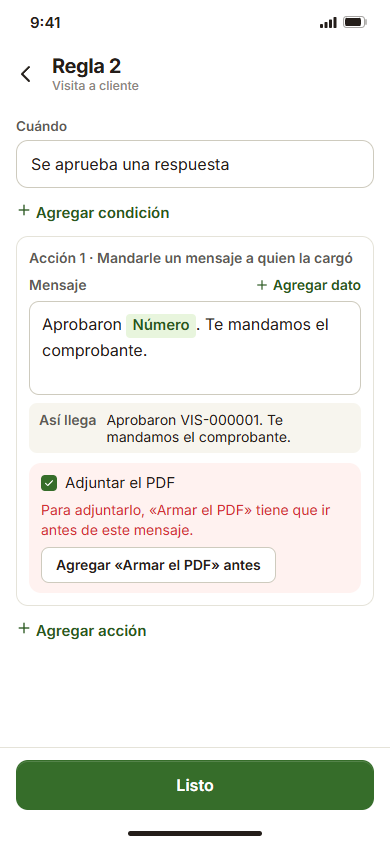 9:41
Regla 2
Visita a cliente
Cuándo
Se aprueba una respuesta
+ Agregar condición
Acción 1 · Mandarle un mensaje a quien la cargó
Mensaje
+ Agregar dato
Aprobaron Número. Te mandamos el
comprobante.
Así llega
Aprobaron VIS-000001. Te
mandamos el comprobante.
Adjuntar el PDF
Para adjuntarlo, «Armar el PDF» tiene que ir
antes de este mensaje.
Agregar «Armar el PDF» antes
+ Agregar acción
Listo